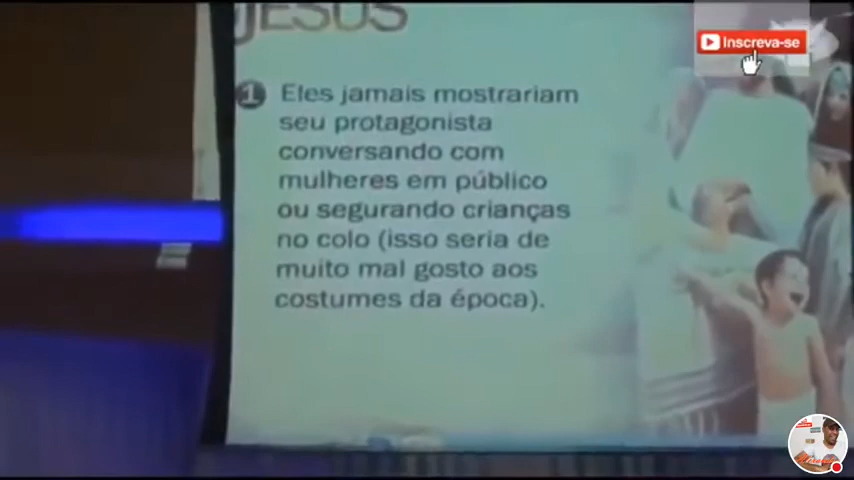 JESUS
1 Eles jamais mostrariam
seu protagonista
conversando com
mulheres em público
ou segurando crianças
no colo (isso seria de
muito mal gosto aos
costumes da época).
Inscreva-se